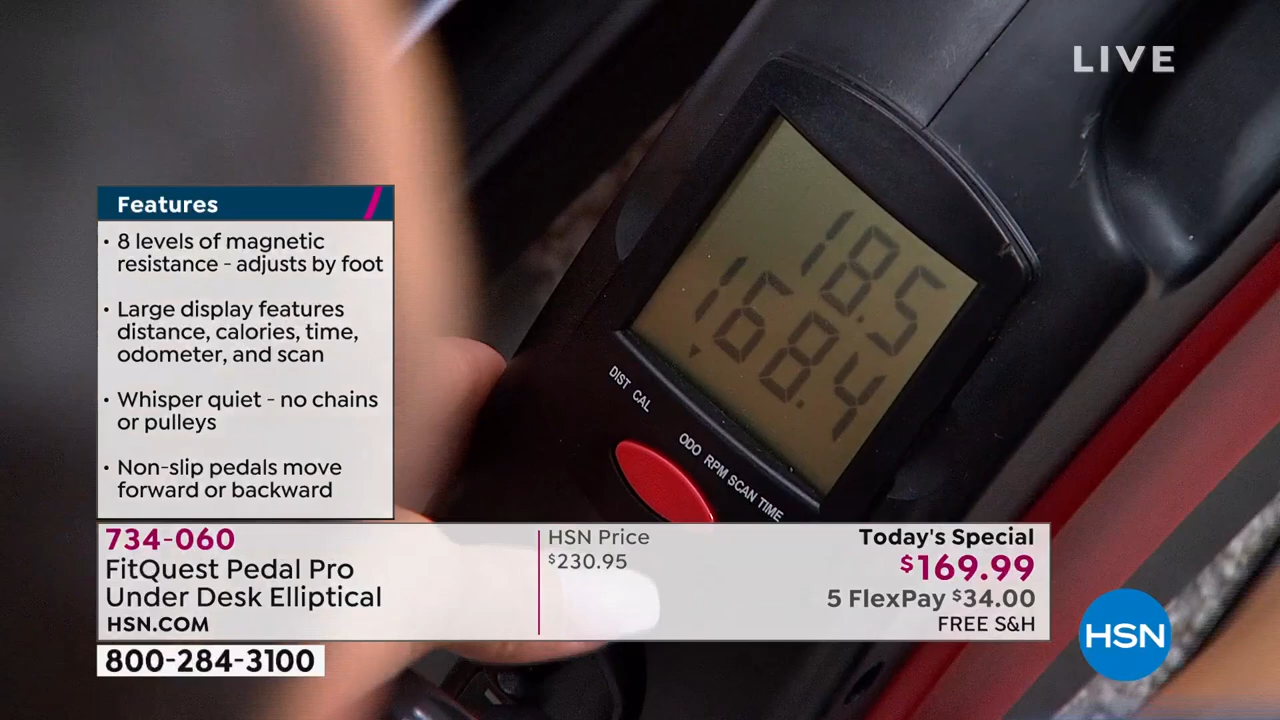 LIVE
Features
• 8 levels of magnetic
resistance - adjusts by foot
• Large display features
distance, calories, time,
odometer, and scan
• Whisper quiet - no chains
or pulleys
• Non-slip pedals move
forward or backward
18.5
168.4
DIST CAL
ODO RPM SCAN TIME
734-060
FitQuest Pedal Pro
Under Desk Elliptical
HSN.COM
HSN Price
$230.95
Today's Special
$169.99
5 FlexPay $34.00
FREE S&H
800-284-3100
HSN